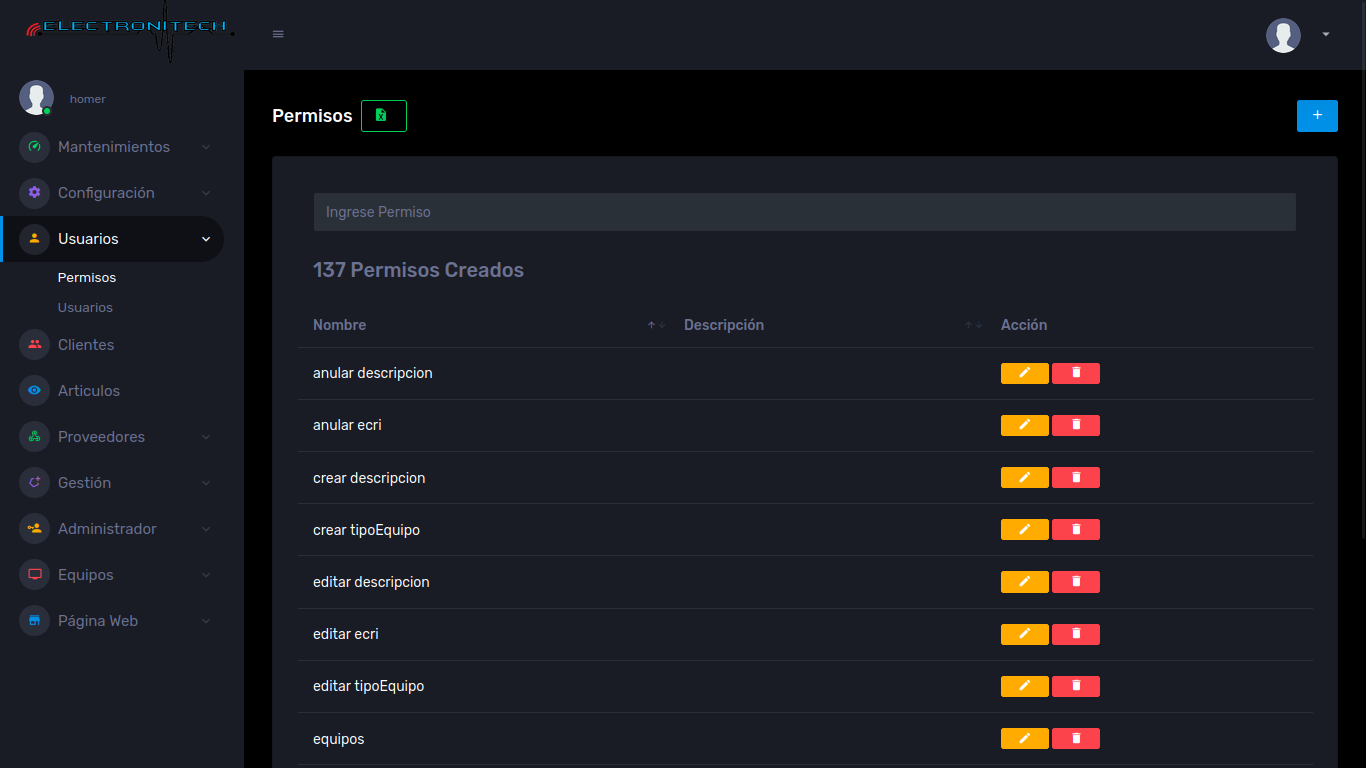 ELECTRONITECH
homer
Mantenimientos
Configuración
Usuarios
Permisos
Usuarios
Clientes
Articulos
Proveedores
Gestión
Administrador
Equipos
Página Web
Permisos
+
Ingrese Permiso
137 Permisos Creados
Nombre Descripción Acción
anular descripcion
anular ecri
crear descripcion
crear tipoEquipo
editar descripcion
editar ecri
editar tipoEquipo
equipos